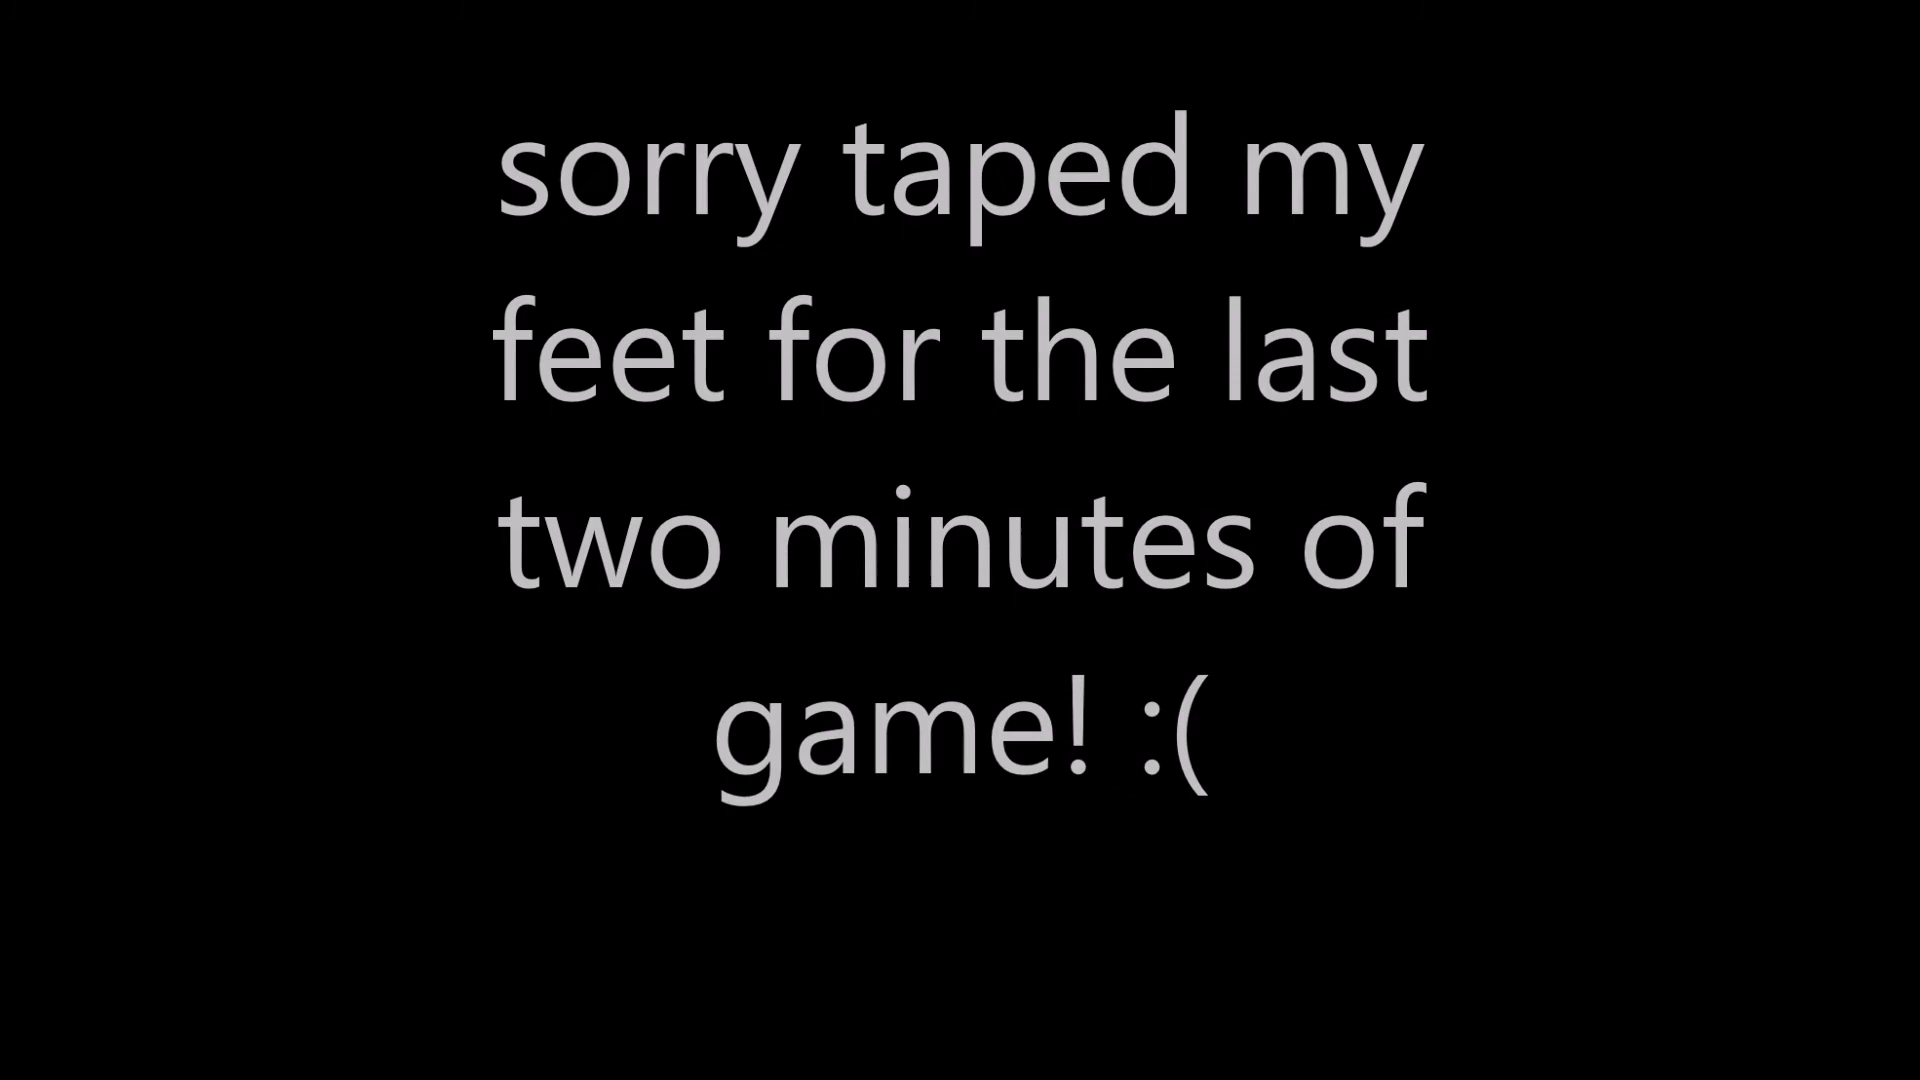 sorry taped my
feet for the last
two minutes of
game! :(